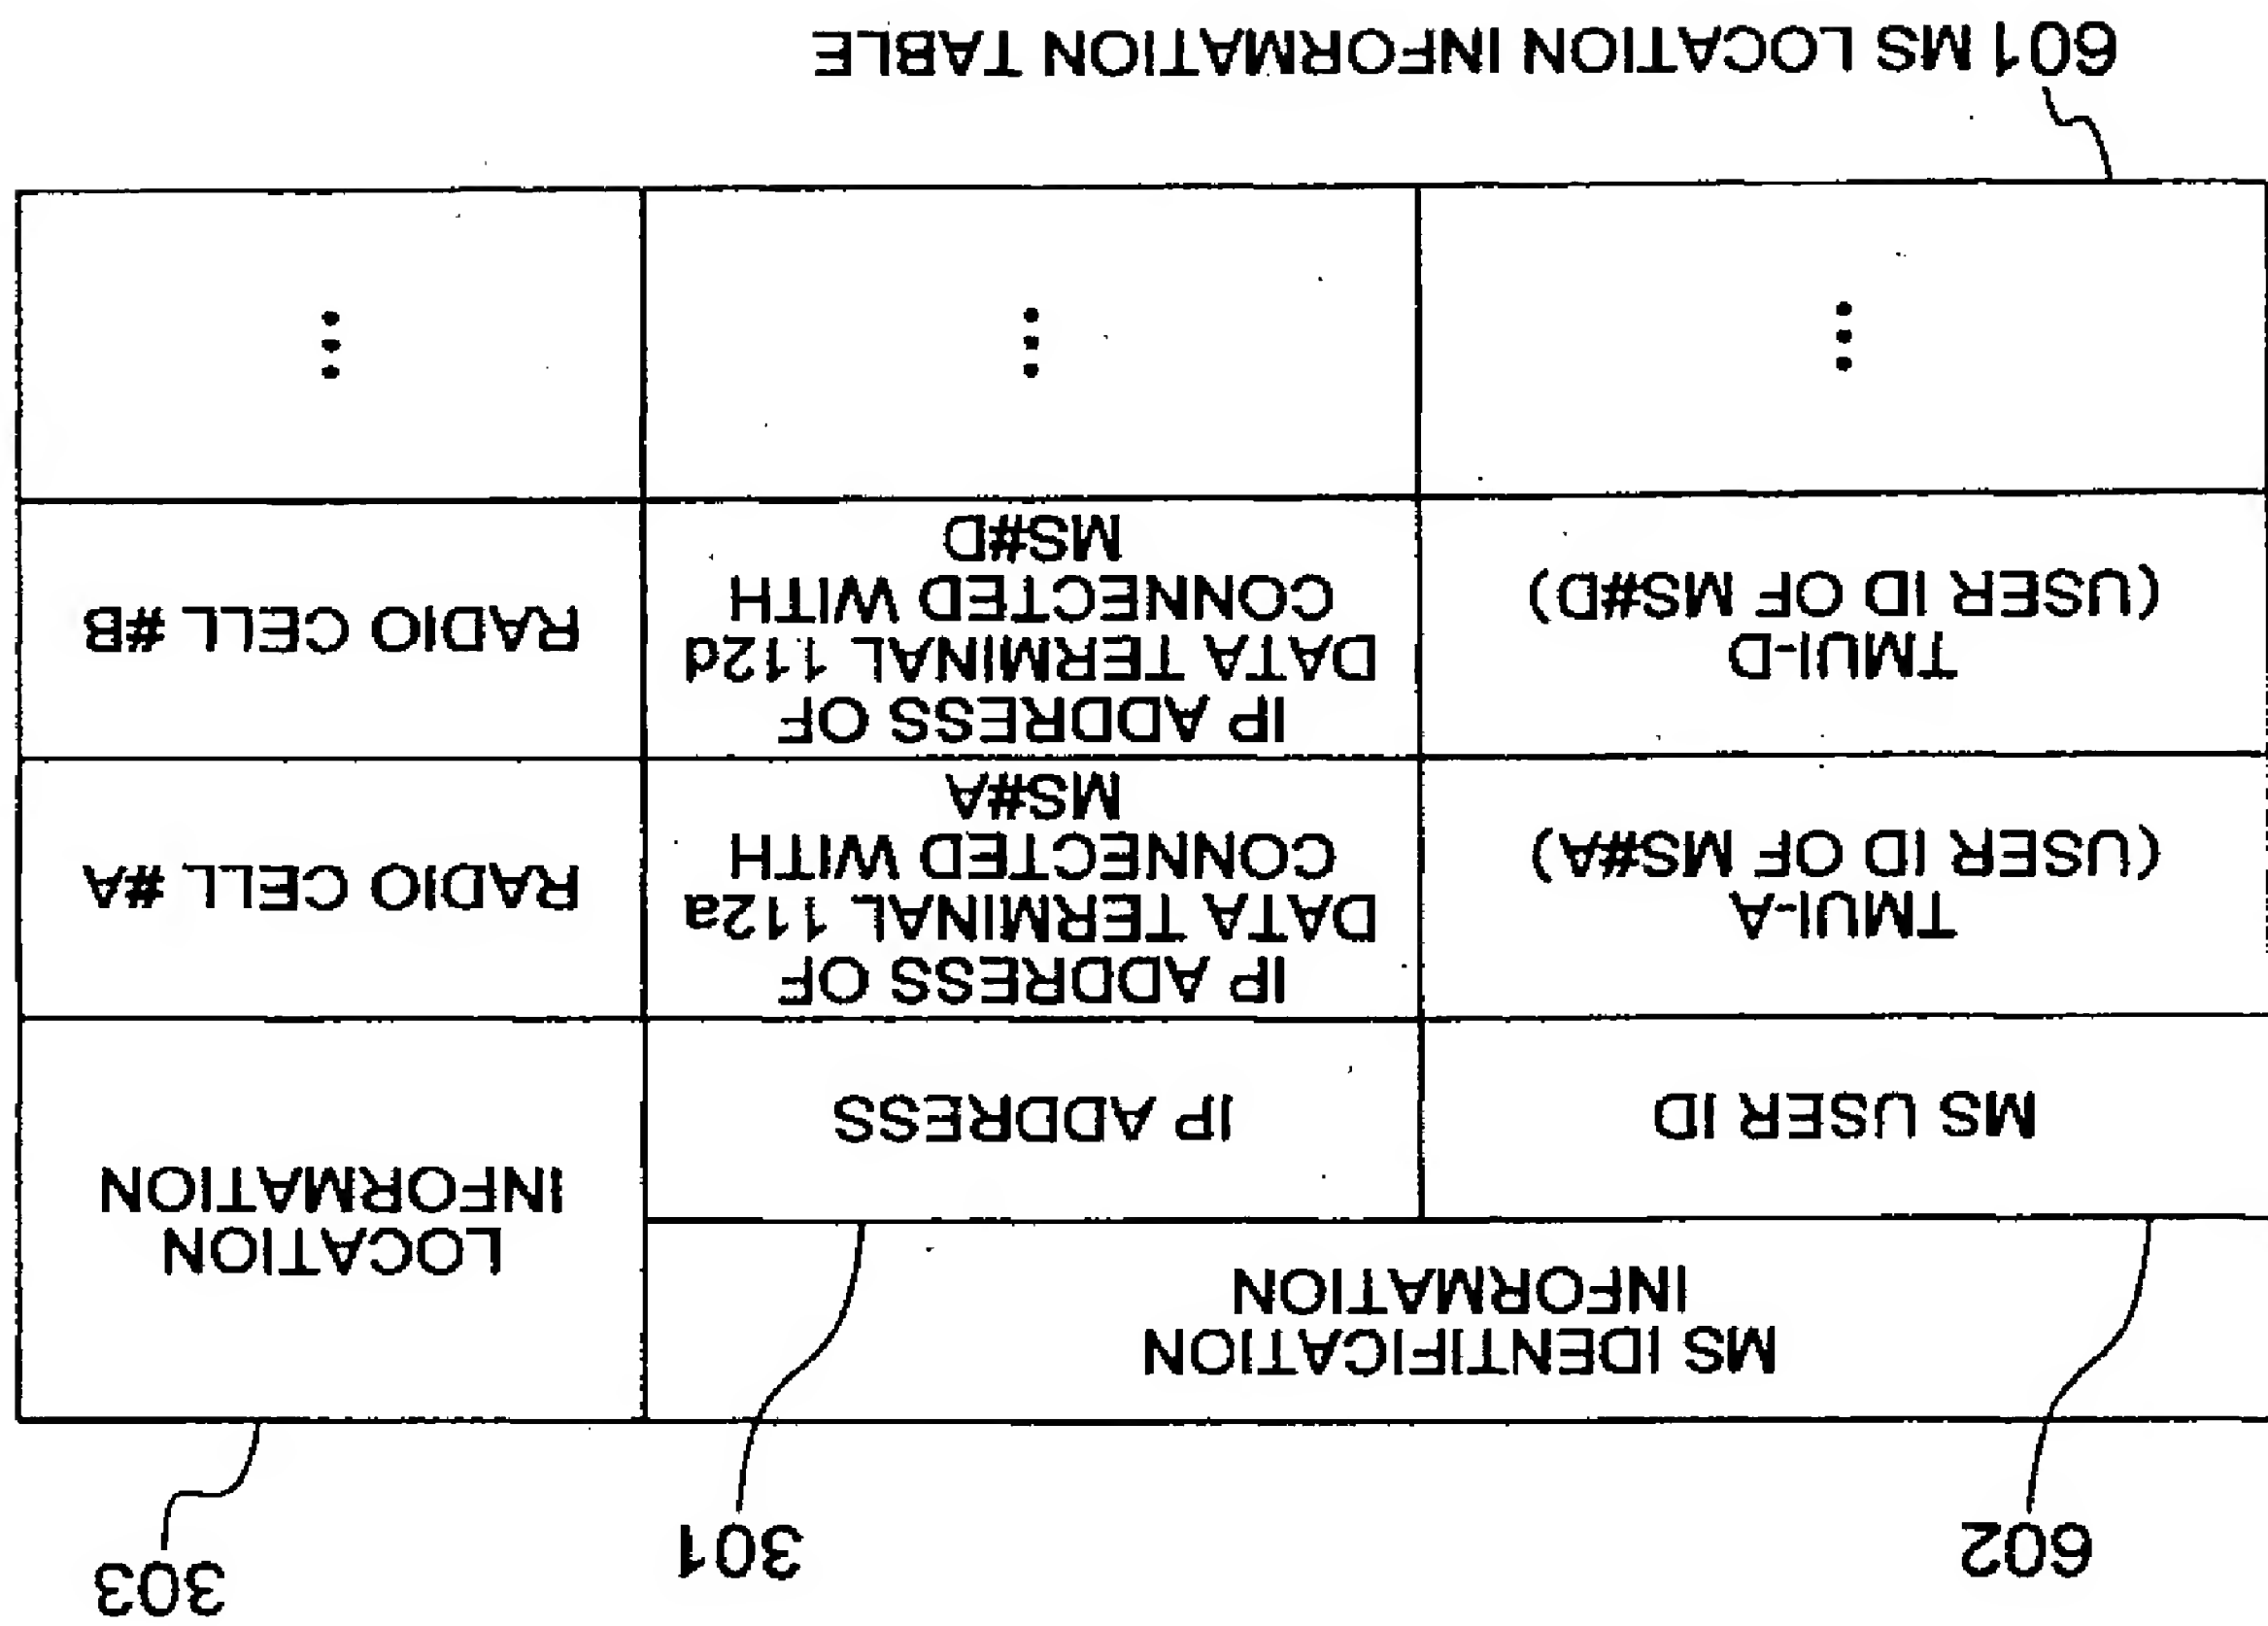 602
301
303
MS IDENTIFICATION
INFORMATION
LOCATION
INFORMATION
MS USER ID
IP ADDRESS
TMUI-A
(USER ID OF MS#A)
IP ADDRESS OF
DATA TERMINAL 112a
CONNECTED WITH
MS#A
RADIO CELL #A
TMUI-D
(USER ID OF MS#D)
IP ADDRESS OF
DATA TERMINAL 112d
CONNECTED WITH
MS#D
RADIO CELL #B
601 MS LOCATION INFORMATION TABLE